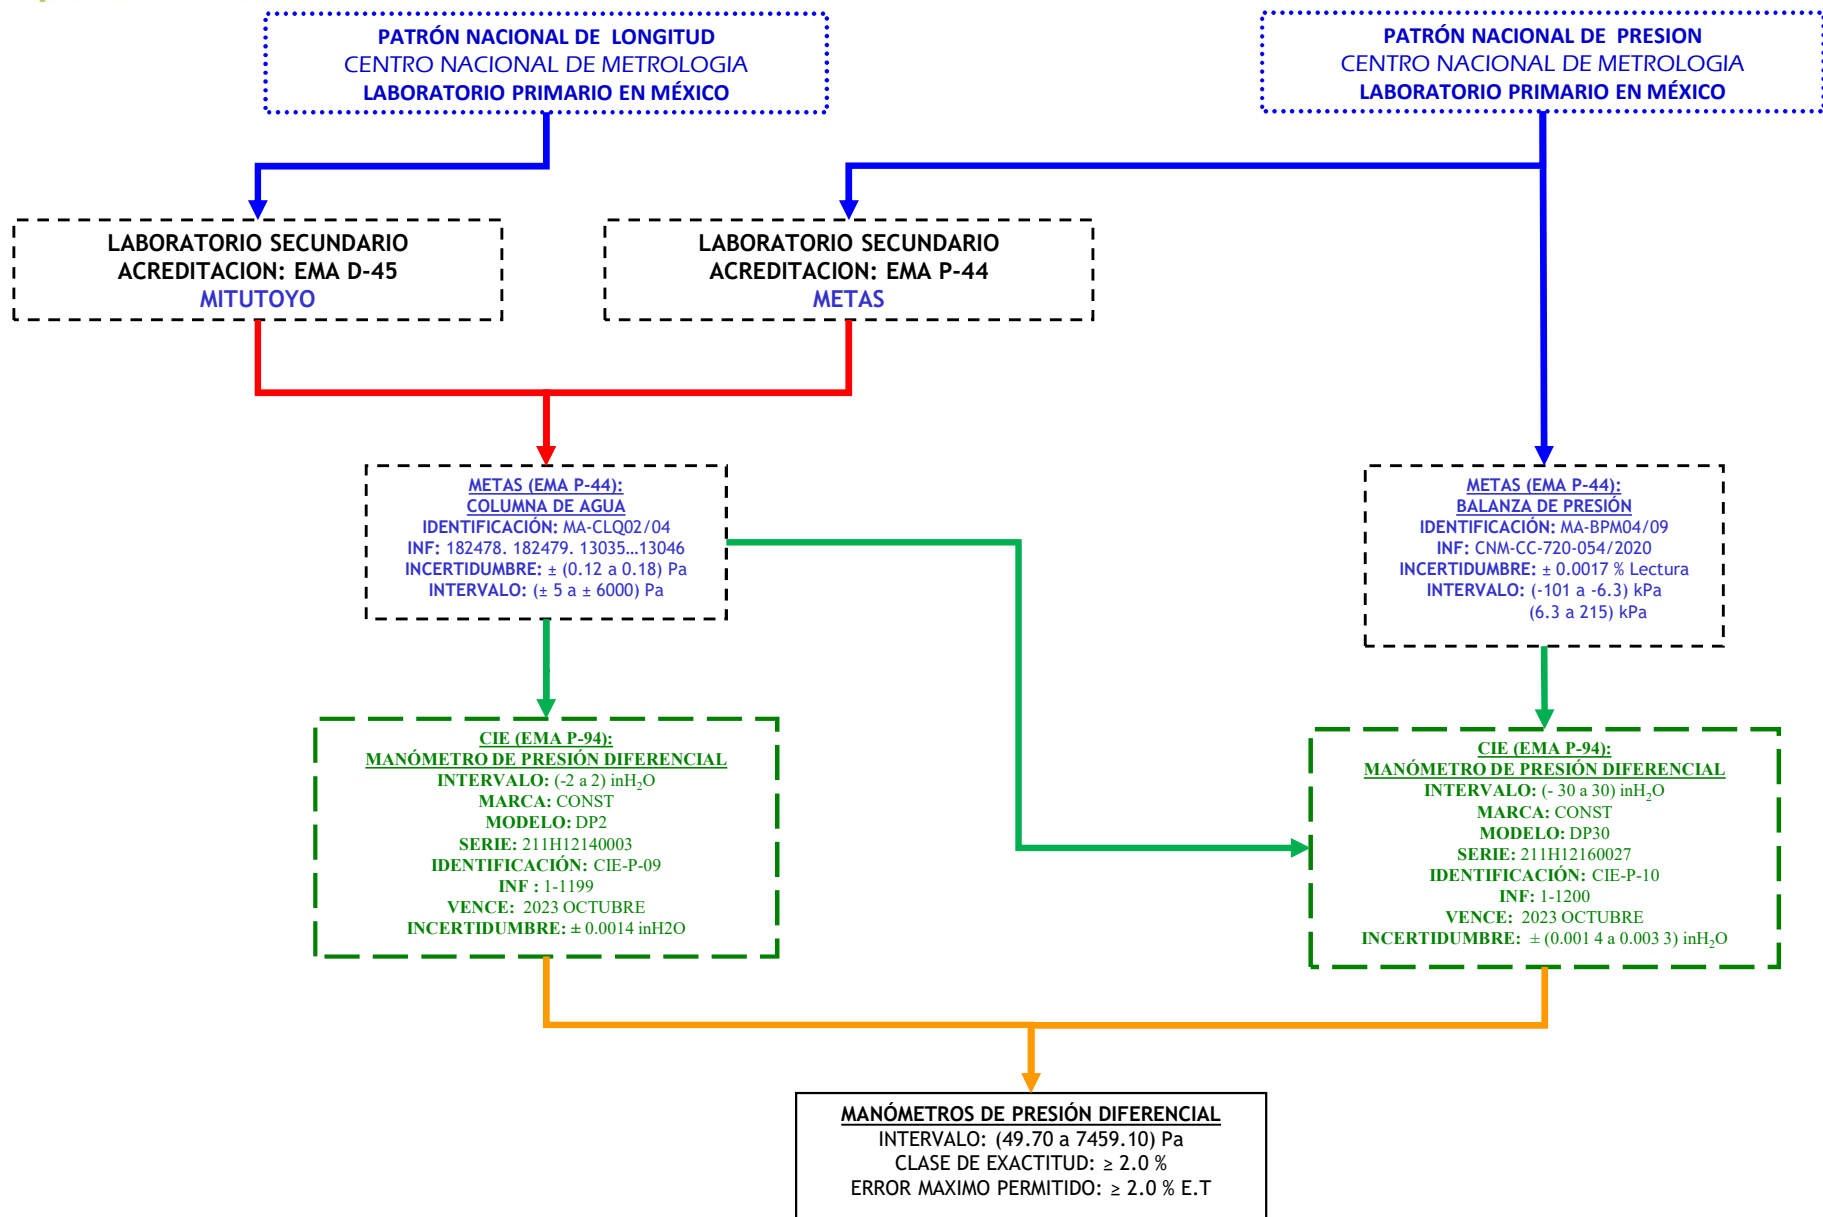 PATRÓN NACIONAL DE LONGITUD
CENTRO NACIONAL DE METROLOGIA
LABORATORIO PRIMARIO EN MÉXICO
PATRÓN NACIONAL DE PRESION
CENTRO NACIONAL DE METROLOGIA
LABORATORIO PRIMARIO EN MÉXICO
LABORATORIO SECUNDARIO
ACREDITACION: EMA D-45
MITUTOYO
LABORATORIO SECUNDARIO
ACREDITACION: EMA P-44
METAS
METAS (EMA P-44):
COLUMNA DE AGUA
IDENTIFICACIÓN: MA-CLQ02/04
INF: 182478. 182479. 13035…13046
INCERTIDUMBRE: ± (0.12 a 0.18) Pa
INTERVALO: (± 5 a ± 6000) Pa
METAS (EMA P-44):
BALANZA DE PRESIÓN
IDENTIFICACIÓN: MA-BPM04/09
INF: CNM-CC-720-054/2020
INCERTIDUMBRE: ± 0.0017 % Lectura
INTERVALO: (-101 a -6.3) kPa
(6.3 a 215) kPa
CIE (EMA P-94):
MANÓMETRO DE PRESIÓN DIFERENCIAL
INTERVALO: (-2 a 2) inH₂O
MARCA: CONST
MODELO: DP2
SERIE: 211H12140003
IDENTIFICACIÓN: CIE-P-09
INF : 1-1199
VENCE: 2023 OCTUBRE
INCERTIDUMBRE: ± 0.0014 inH2O
CIE (EMA P-94):
MANÓMETRO DE PRESIÓN DIFERENCIAL
INTERVALO: (- 30 a 30) inH₂O
MARCA: CONST
MODELO: DP30
SERIE: 211H12160027
IDENTIFICACIÓN: CIE-P-10
INF: 1-1200
VENCE: 2023 OCTUBRE
INCERTIDUMBRE: ± (0.001 4 a 0.003 3) inH₂O
MANÓMETROS DE PRESIÓN DIFERENCIAL
INTERVALO: (49.70 a 7459.10) Pa
CLASE DE EXACTITUD: ≥ 2.0 %
ERROR MAXIMO PERMITIDO: ≥ 2.0 % E.T